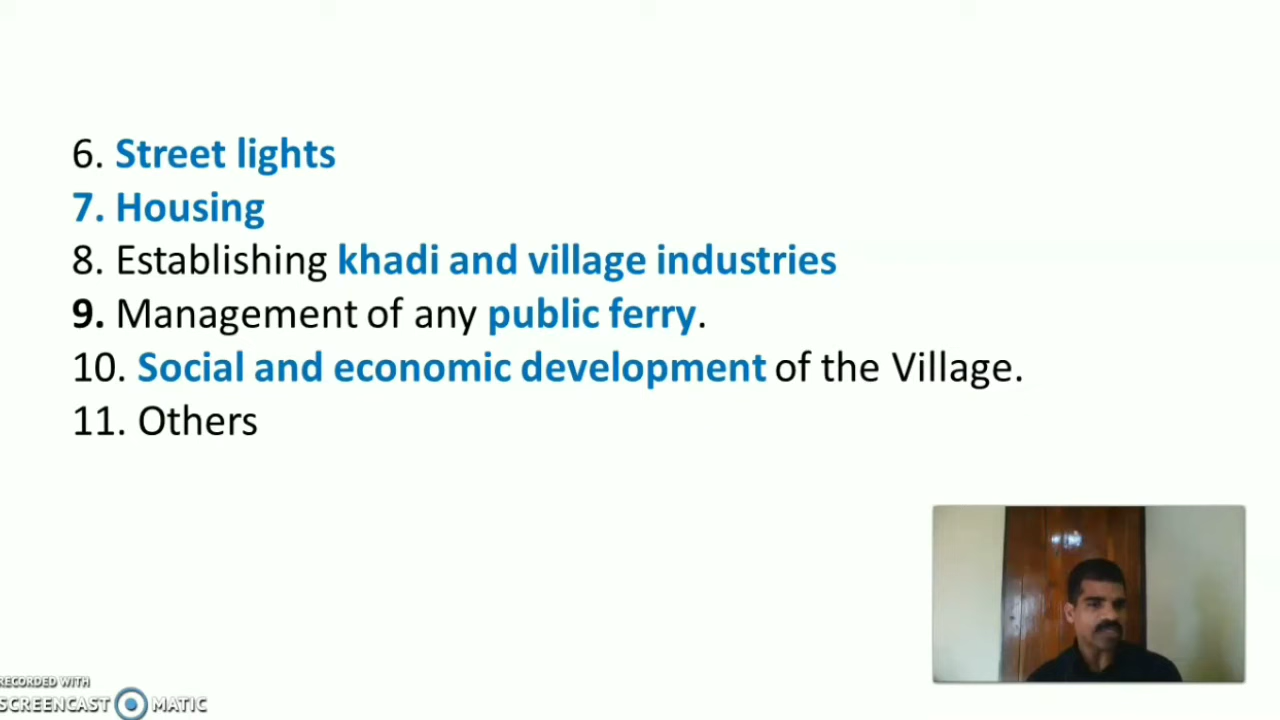 6. Street lights
7. Housing
8. Establishing khadi and village industries
9. Management of any public ferry.
10. Social and economic development of the Village.
11. Others
RECORDED WITH
SCREENCAST MATIC